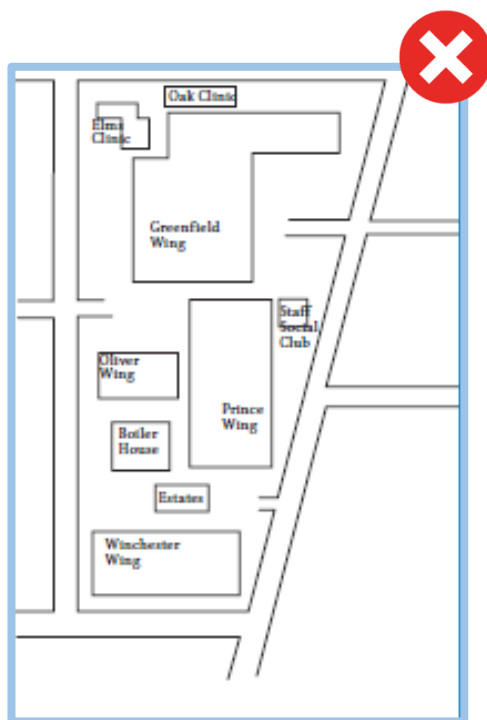 Oak Clinic
Elms
Clinic
Greenfield
Wing
Staff
Social
Club
Oliver
Wing
Prince
Wing
Boiler
House
Estates
Winchester
Wing